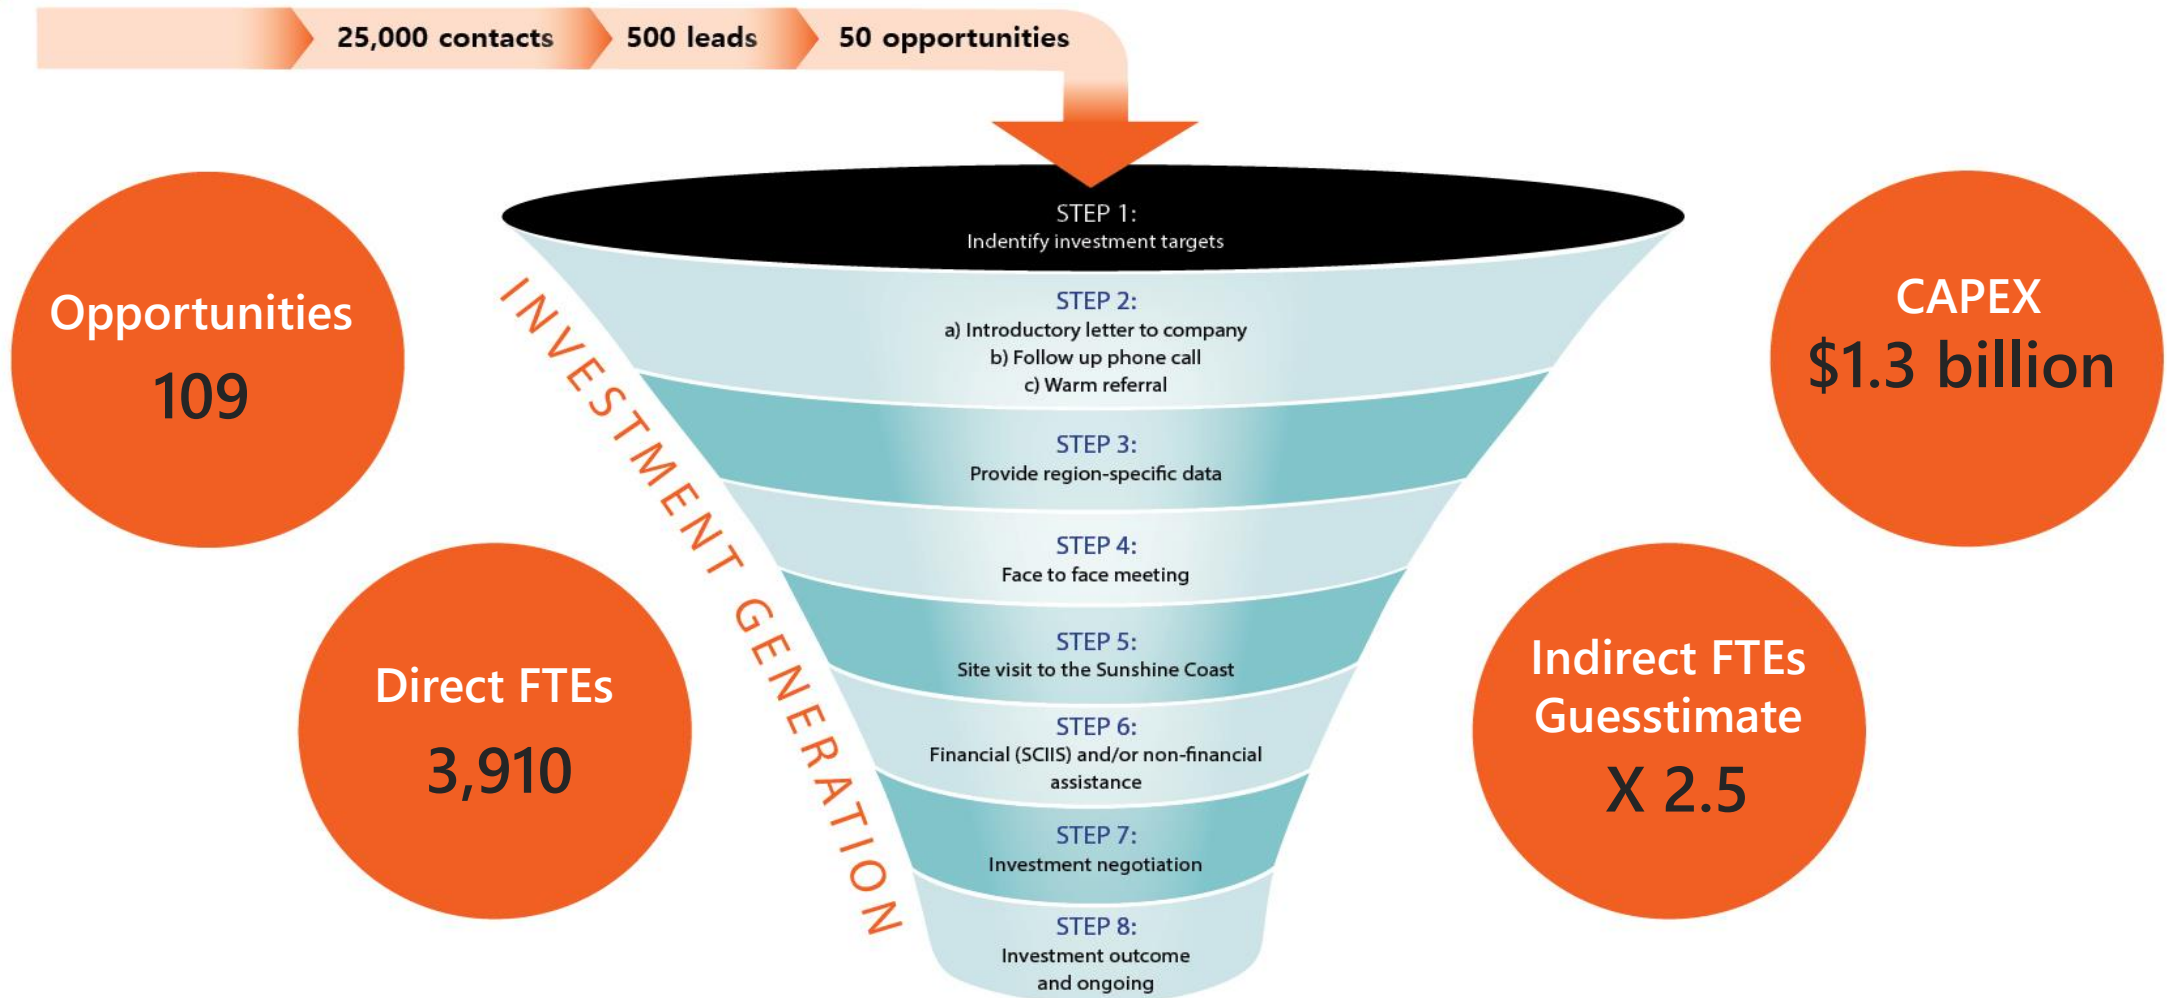 25,000 contacts
500 leads
50 opportunities
STEP 1:
Indentify investment targets
STEP 2:
a) Introductory letter to company
b) Follow up phone call
c) Warm referral
STEP 3:
Provide region-specific data
STEP 4:
Face to face meeting
STEP 5:
Site visit to the Sunshine Coast
STEP 6:
Financial (SCIIS) and/or non-financial
assistance
STEP 7:
Investment negotiation
STEP 8:
Investment outcome
and ongoing
INVESTMENT GENERATION
Opportunities
109
Direct FTEs
3,910
CAPEX
$1.3 billion
Indirect FTEs
Guesstimate
X 2.5